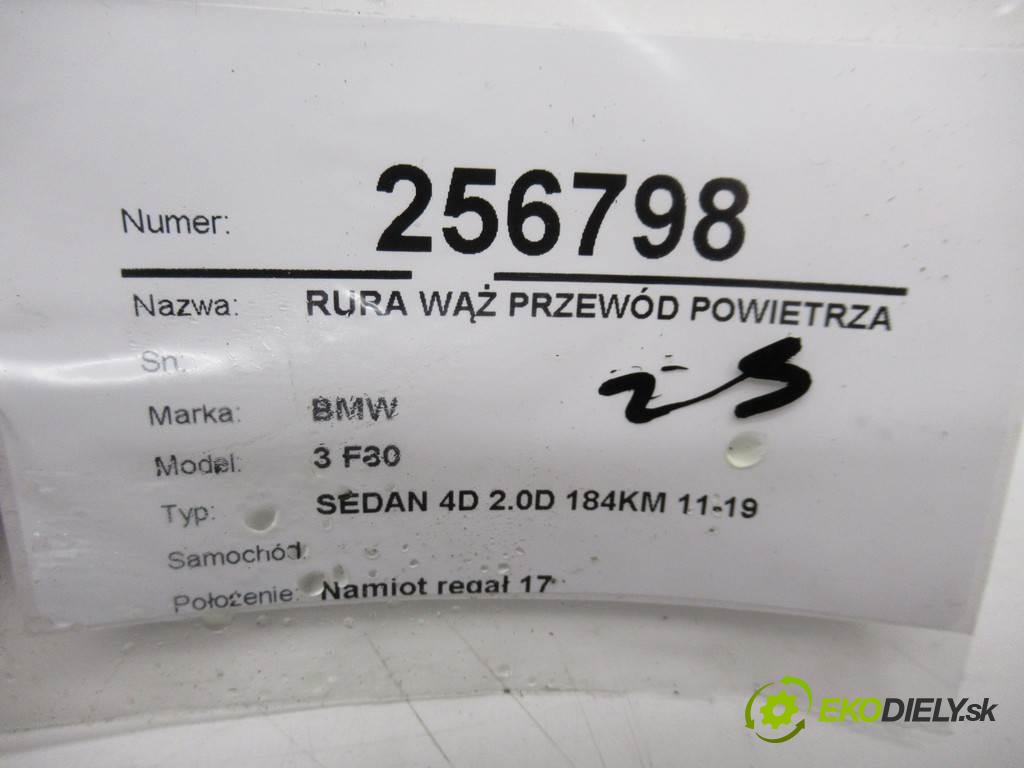 Numer: 256798
Nazwa: RURA WĄŻ PRZEWÓD POWIETRZA
Sn:
25
Marka: BMW
Model: 3 F30
Typ: SEDAN 4D 2.0D 184KM 11-19
Samochód:
Położenie: Namiot regał 17
EKODIELY.sk